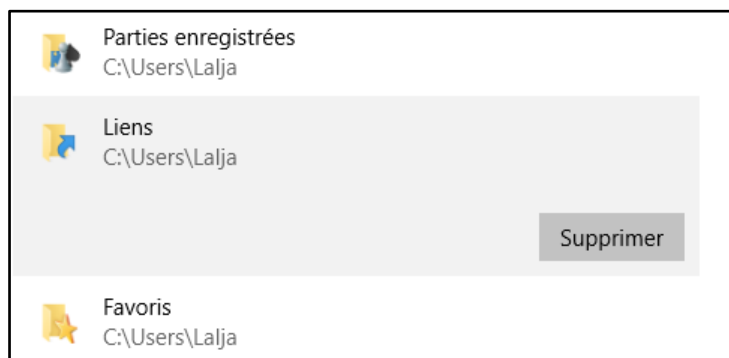 Parties enregistrées
C:\Users\Lalja
Liens
C:\Users\Lalja
Supprimer
Favoris
C:\Users\Lalja